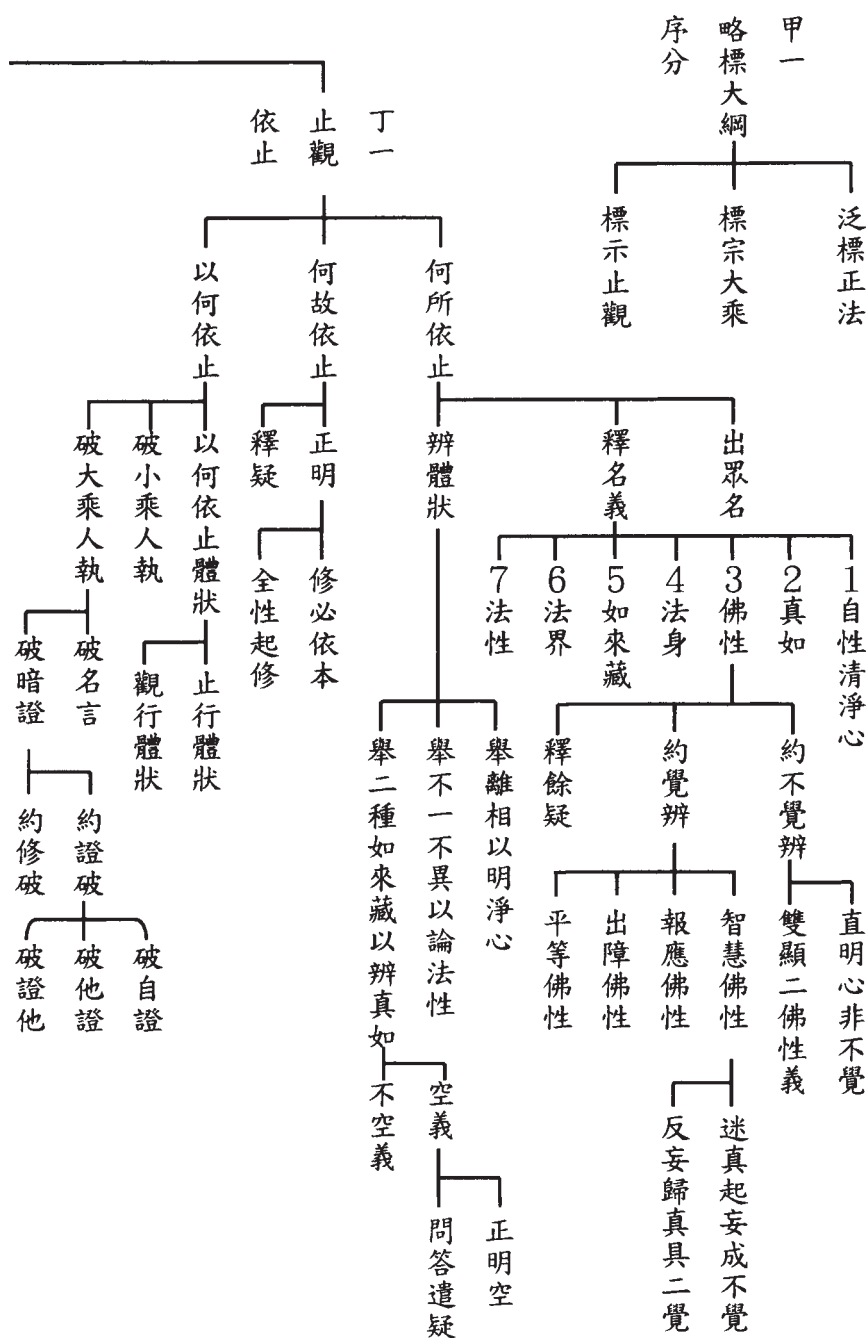 甲一
略標大綱
序分
泛標正法
標宗大乘
標示止觀
丁一
止觀
依止
何所依止
何故依止
以何依止
出眾名
釋名義
辨體狀
1自性清淨心
2真如
3佛性
4法身
5如來藏
6法界
7法性
約不覺辨
約覺辨
釋餘疑
直明心非不覺
雙顯二佛性義
智慧佛性
報應佛性
出障佛性
平等佛性
迷真起妄成不覺
反妄歸真具二覺
舉離相以明淨心
舉不一不異以論法性
舉二種如來藏以辨真如
空義
不空義
正明空
問答遣疑
正明
釋疑
修必依本
全性起修
以何依止體狀
破小乘人執
破大乘人執
止行體狀
觀行體狀
破名言
破暗證
約證破
約修破
破自證
破他證
破證他